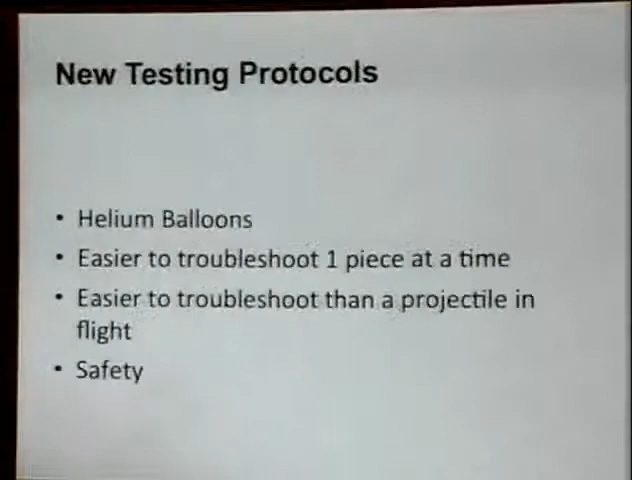 New Testing Protocols
• Helium Balloons
• Easier to troubleshoot 1 piece at a time
• Easier to troubleshoot than a projectile in
flight
• Safety